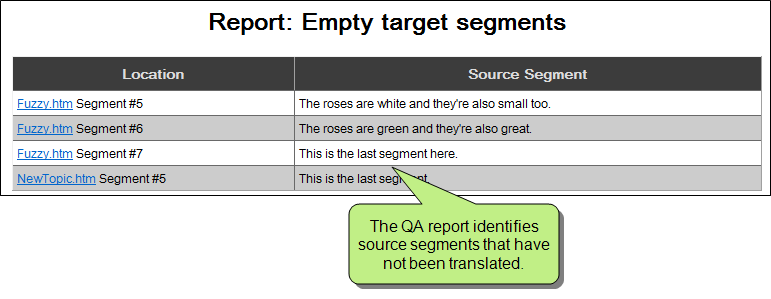 Report: Empty target segments
Location Source Segment
Fuzzy.htm Segment #5 The roses are white and they're also small too.
Fuzzy.htm Segment #6 The roses are green and they're also great.
Fuzzy.htm Segment #7 This is the last segment here.
NewTopic.htm Segment #5 This is the last segment
The QA report identifies
source segments that have
not been translated.